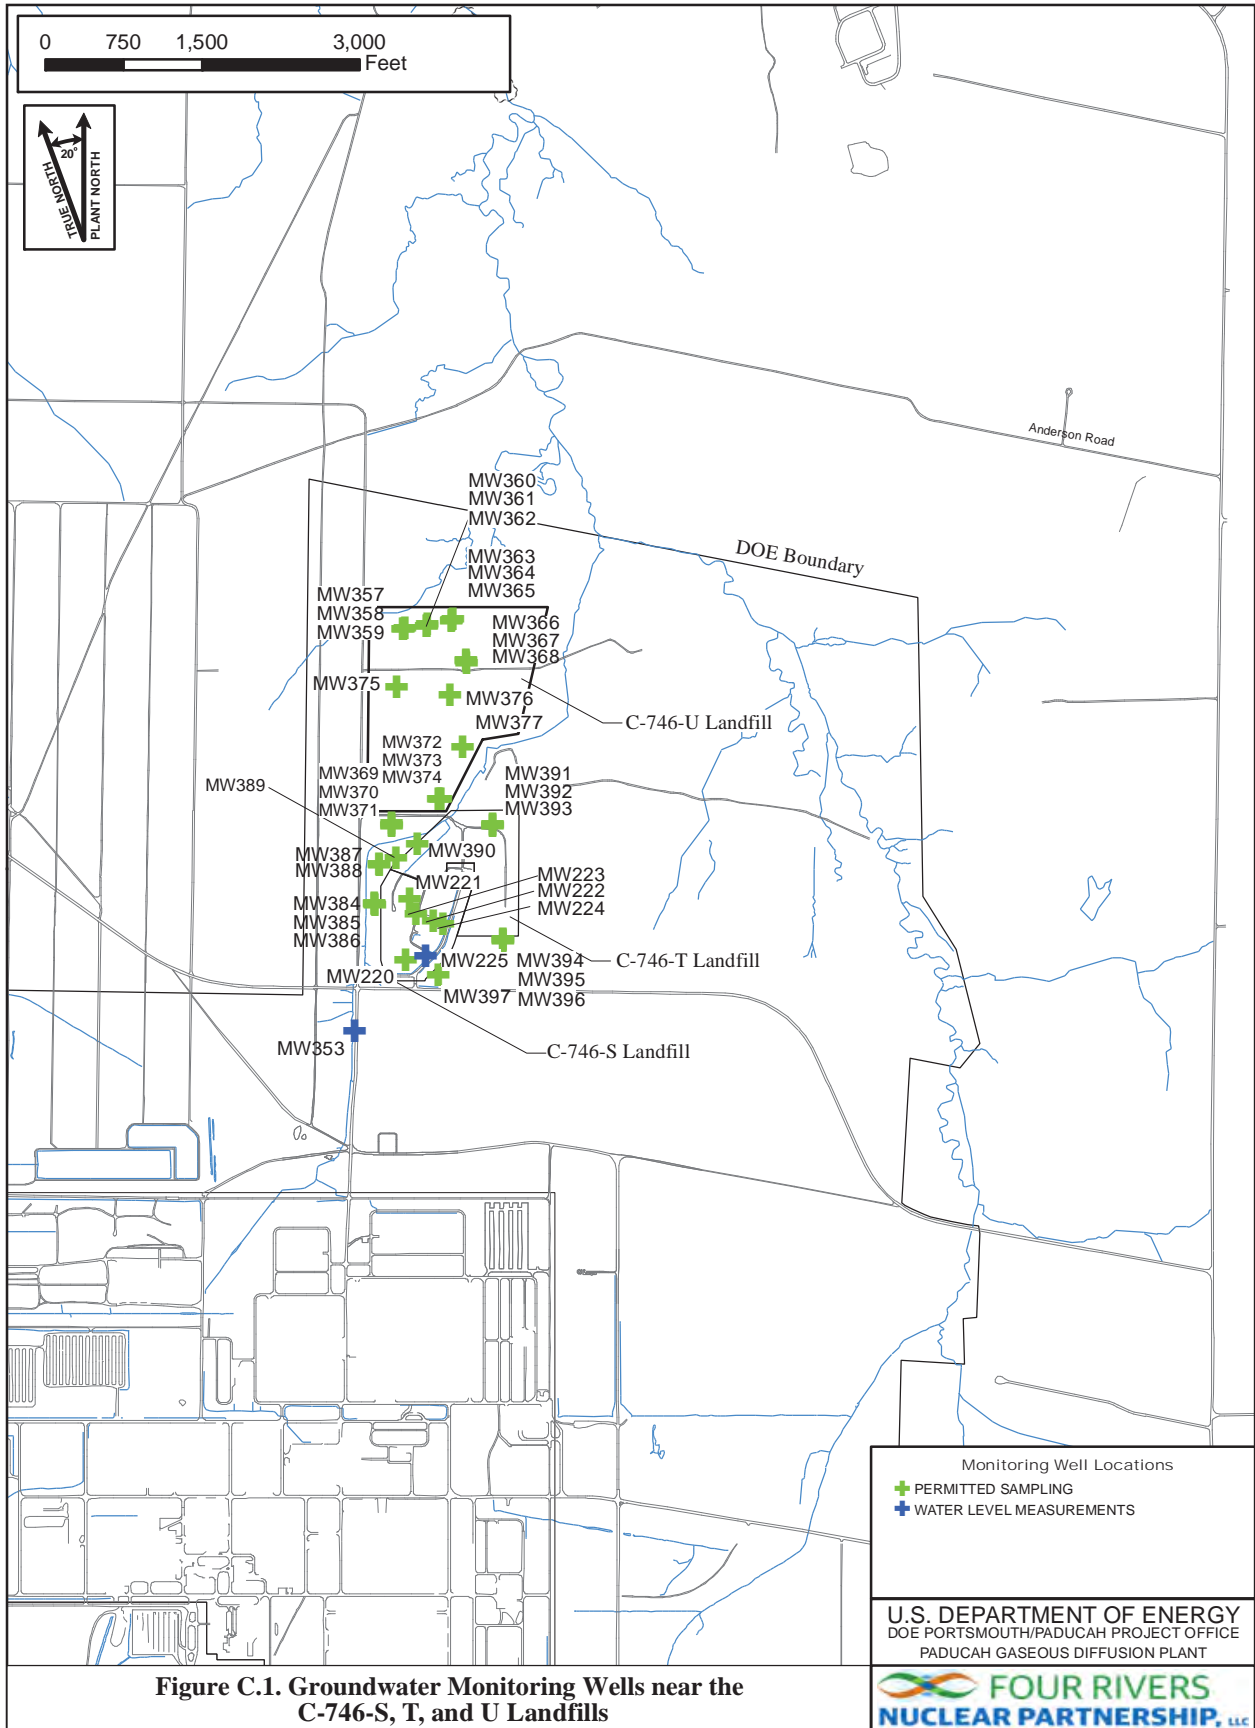 0 750 1,500 3,000
Feet
20°
TRUE NORTH
PLANT NORTH
Anderson Road
MW360
MW361
MW362
DOE Boundary
MW363
MW364
MW365
MW357
MW358
MW359
MW366
MW367
MW368
MW375
MW376
MW377
C-746-U Landfill
MW372
MW373
MW374
MW369
MW370
MW371
MW389
MW391
MW392
MW393
MW390
MW387
MW388
MW221
MW223
MW222
MW224
MW384
MW385
MW386
MW225
MW394
MW395
MW396
C-746-T Landfill
MW220
MW397
MW353
C-746-S Landfill
Monitoring Well Locations
PERMITTED SAMPLING
WATER LEVEL MEASUREMENTS
U.S. DEPARTMENT OF ENERGY
DOE PORTSMOUTH/PADUCAH PROJECT OFFICE
PADUCAH GASEOUS DIFFUSION PLANT
FOUR RIVERS
NUCLEAR PARTNERSHIP, LLC
Figure C.1. Groundwater Monitoring Wells near the
C-746-S, T, and U Landfills